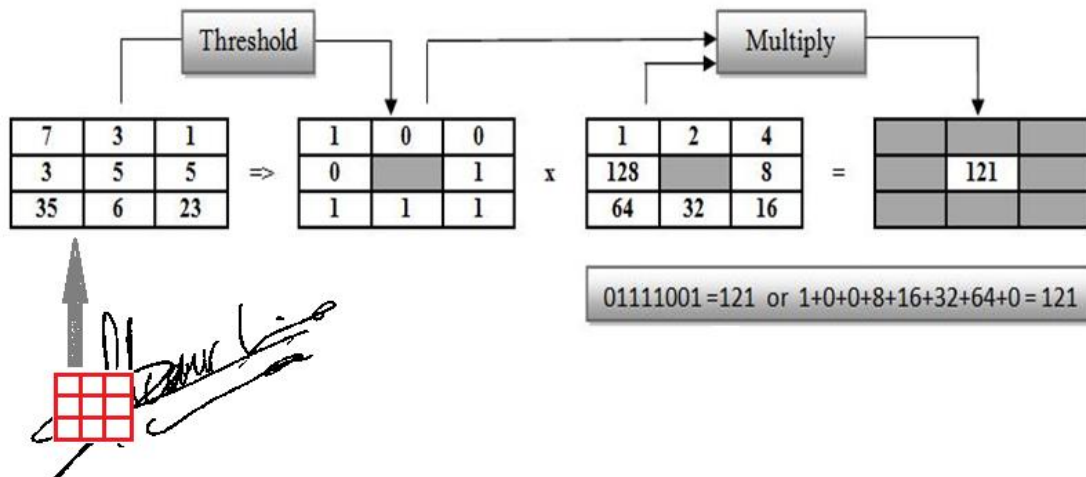 Threshold
Multiply
7 3 1
3 5 5
35 6 23
=>
1 0 0
0 1
1 1 1
x
1 2 4
128 8
64 32 16
=
121
01111001 =121 or 1+0+0+8+16+32+64+0 = 121